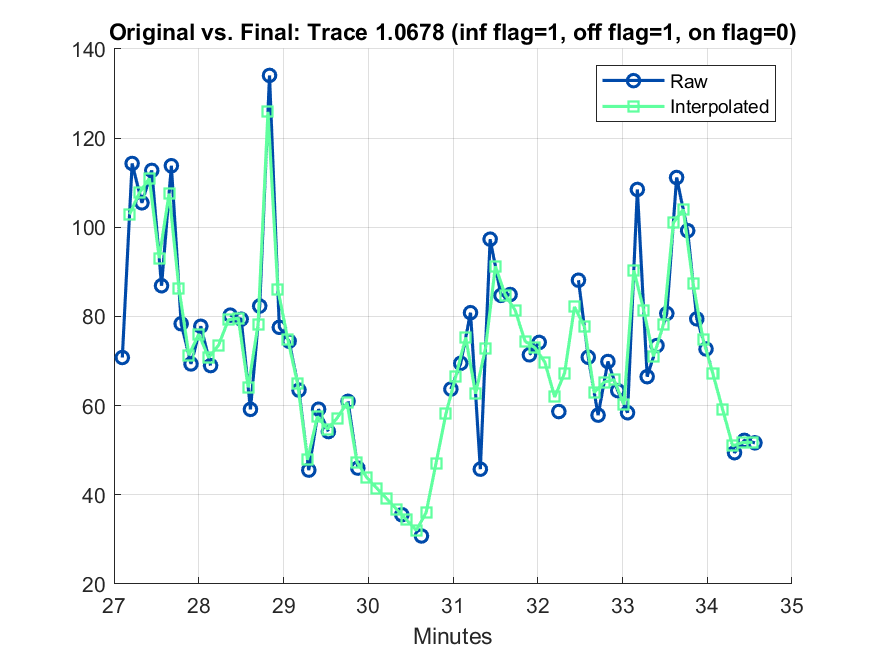 Original vs. Final: Trace 1.0678 (inf flag=1, off flag=1, on flag=0)
140
120
100
80
60
40
20
Raw
Interpolated
27 28 29 30 31 32 33 34 35
Minutes